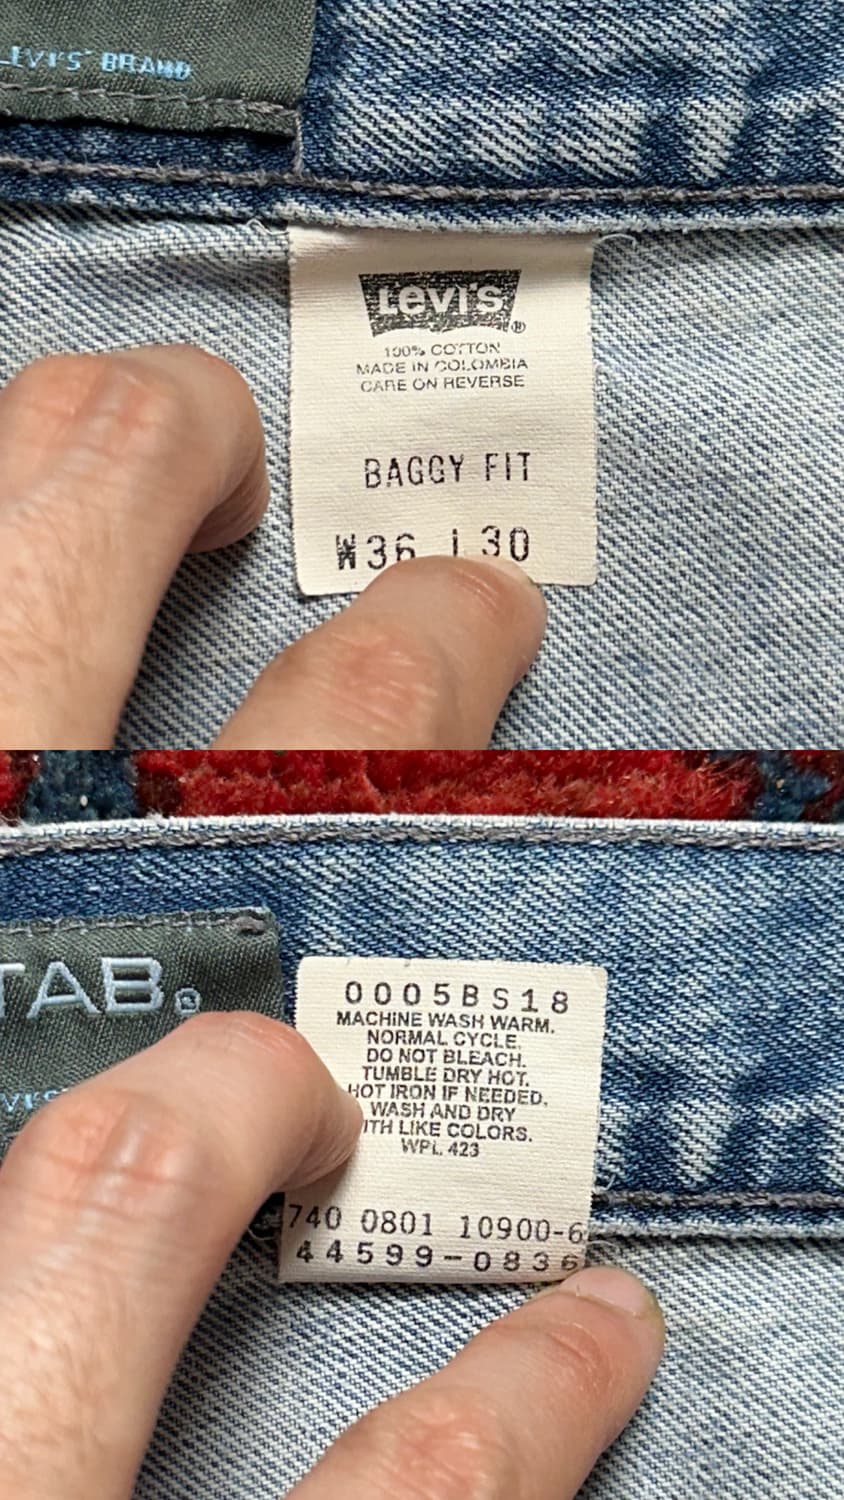 LEVI'S BRAND
LEVI'S®
100% COTTON
MADE IN COLOMBIA
CARE ON REVERSE
BAGGY FIT
W36 L30
TAB®
0005BS18
MACHINE WASH WARM.
NORMAL CYCLE.
DO NOT BLEACH.
TUMBLE DRY HOT.
HOT IRON IF NEEDED.
WASH AND DRY
ITH LIKE COLORS.
WPL 423
740 0801 10900-6
44599-0836